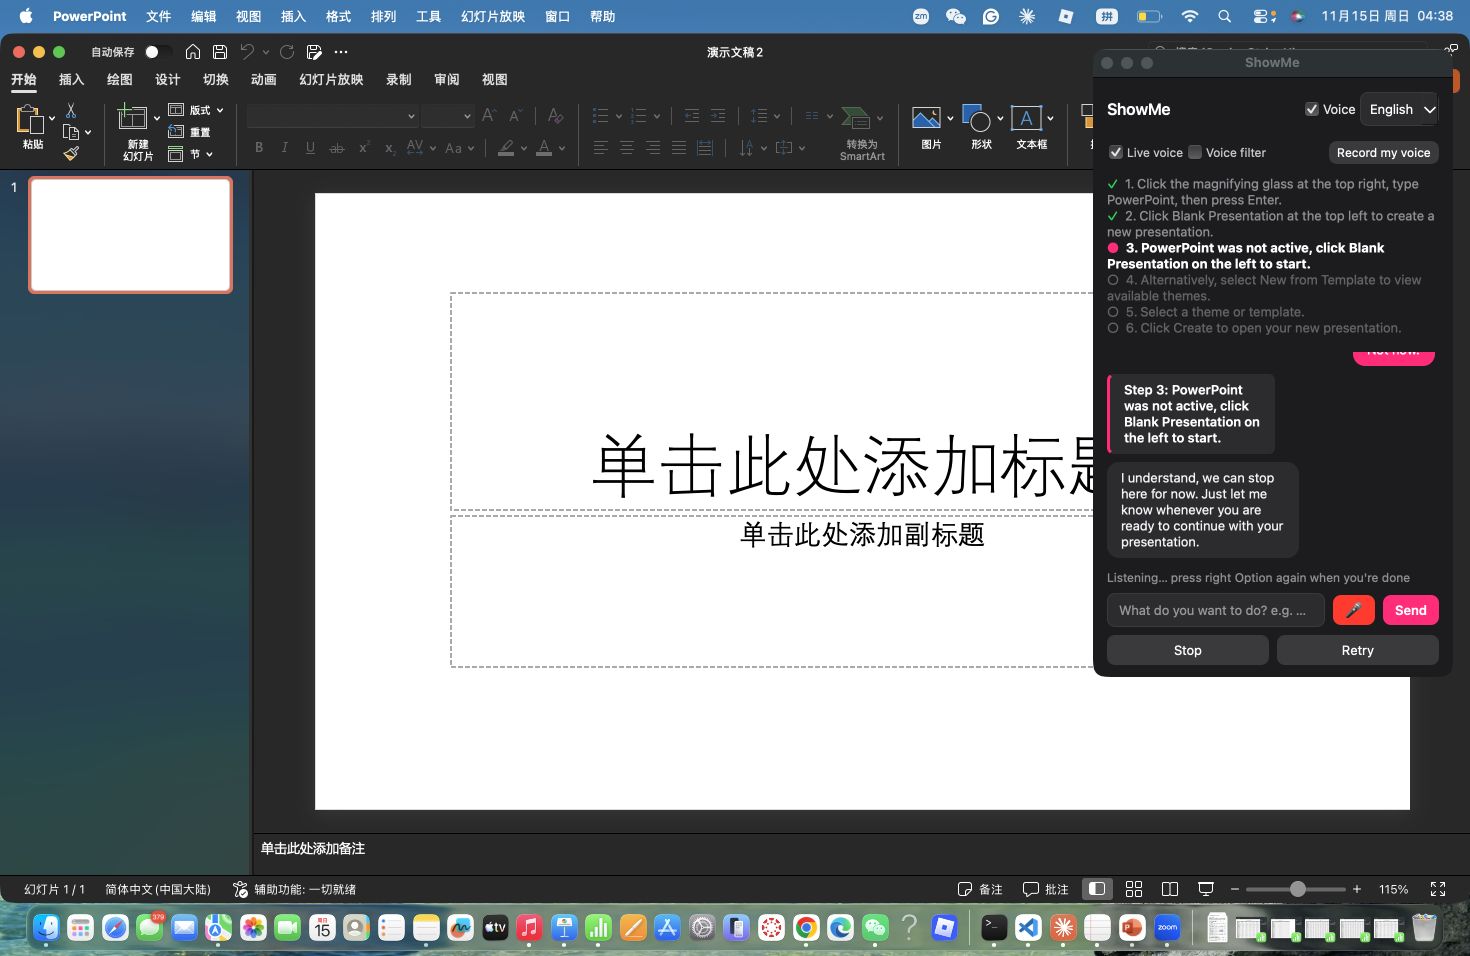 PowerPoint 文件 编辑 视图 插入 格式 排列 工具 幻灯片放映 窗口 帮助
zm 拼 11月15日 周日 04:38
自动保存
演示文稿2
开始 插入 绘图 设计 切换 动画 幻灯片放映 录制 审阅 视图
粘贴
新建
幻灯片
版式
重置
节
B I U ab x² x₂ AV Aa A
转换为
SmartArt
图片
形状
文本框
1
单击此处添加标题
单击此处添加副标题
单击此处添加备注
幻灯片 1 / 1 简体中文 (中国大陆) 辅助功能: 一切就绪
备注 批注 115%
ShowMe
ShowMe
Voice English
Live voice Voice filter Record my voice
1. Click the magnifying glass at the top right, type
PowerPoint, then press Enter.
2. Click Blank Presentation at the top left to create a
new presentation.
3. PowerPoint was not active, click Blank
Presentation on the left to start.
4. Alternatively, select New from Template to view
available themes.
5. Select a theme or template.
6. Click Create to open your new presentation.
Step 3: PowerPoint
was not active, click
Blank Presentation on
the left to start.
I understand, we can stop
here for now. Just let me
know whenever you are
ready to continue with your
presentation.
Listening... press right Option again when you're done
What do you want to do? e.g. ...
Send
Stop Retry
379
周日
15
tv
zoom